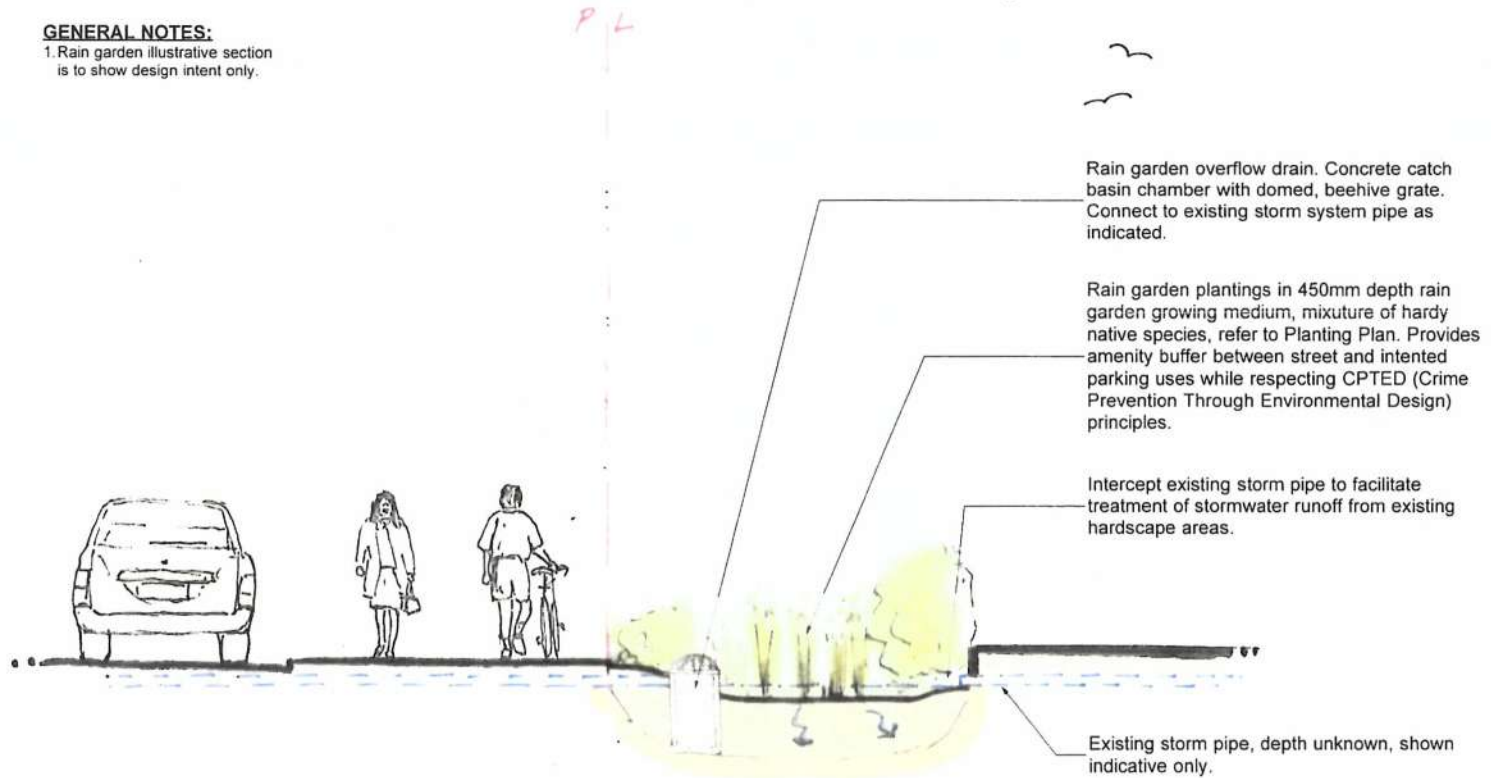 GENERAL NOTES:
1. Rain garden illustrative section
is to show design intent only.
P L
Rain garden overflow drain. Concrete catch
basin chamber with domed, beehive grate.
Connect to existing storm system pipe as
indicated.
Rain garden plantings in 450mm depth rain
garden growing medium, mixuture of hardy
native species, refer to Planting Plan. Provides
amenity buffer between street and intented
parking uses while respecting CPTED (Crime
Prevention Through Environmental Design)
principles.
Intercept existing storm pipe to facilitate
treatment of stormwater runoff from existing
hardscape areas.
Existing storm pipe, depth unknown, shown
indicative only.